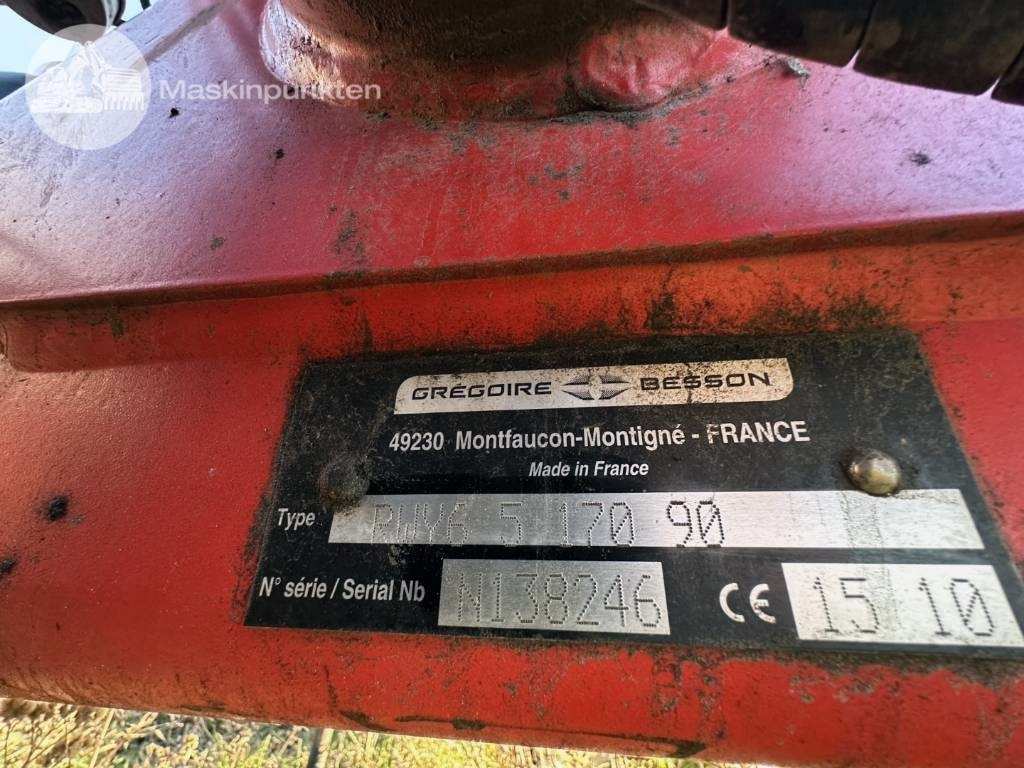 Maskinpunkten
GRÉGOIRE BESSON
49230 Montfaucon-Montigné - FRANCE
Made in France
Type RWY6 5 170 90
N° série / Serial Nb N138246 CE 15 10